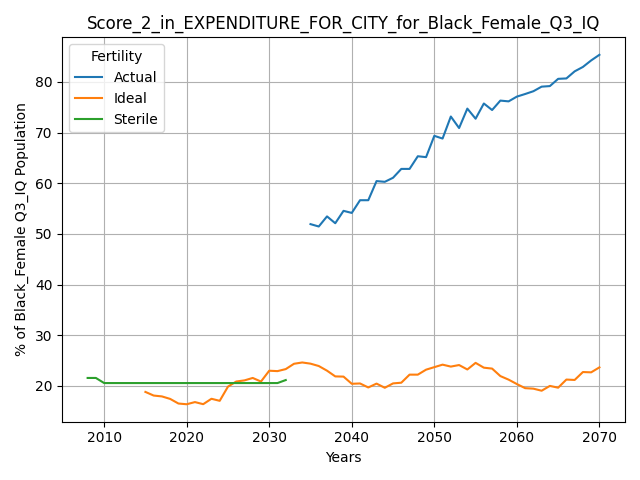 Score_2_in_EXPENDITURE_FOR_CITY_for_Black_Female_Q3_IQ
Fertility
Actual
Ideal
Sterile
% of Black_Female Q3_IQ Population
80
70
60
50
40
30
20
2010 2020 2030 2040 2050 2060 2070
Years